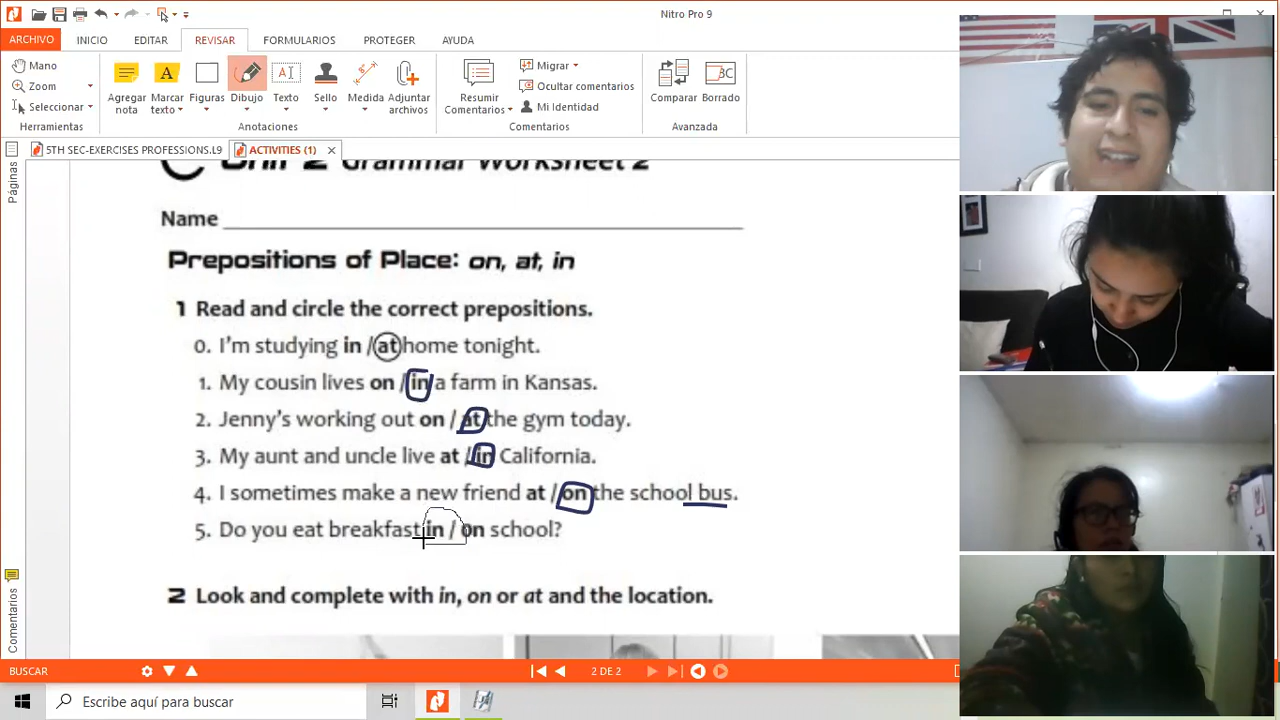 Nitro Pro 9
ARCHIVO INICIO EDITAR REVISAR FORMULARIOS PROTEGER AYUDA
Mano
Zoom
Seleccionar
Herramientas
Agregar nota
Marcar texto
Figuras
Dibujo
Texto
Sello
Medida
Adjuntar archivos
Anotaciones
Resumir Comentarios
Migrar
Ocultar comentarios
Mi Identidad
Comentarios
Comparar
Borrado
Avanzada
5TH SEC-EXERCISES PROFESSIONS.L9
ACTIVITIES (1)
Páginas
Unit 2 Grammar Worksheet 2
Name
Prepositions of Place: on, at, in
1 Read and circle the correct prepositions.
0. I'm studying in / at home tonight.
1. My cousin lives on / in a farm in Kansas.
2. Jenny's working out on / at the gym today.
3. My aunt and uncle live at / in California.
4. I sometimes make a new friend at / on the school bus.
5. Do you eat breakfast in / on school?
2 Look and complete with in, on or at and the location.
Comentarios
BUSCAR
2 DE 2
Escribe aquí para buscar